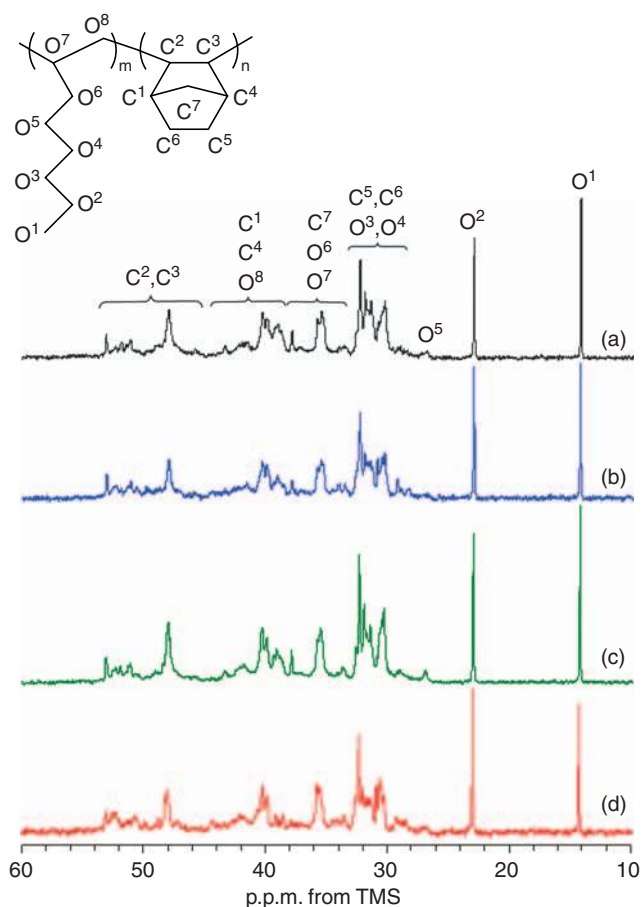 O⁸
O⁷
C² C³
m n
O⁶
C¹ C⁷ C⁴
O⁵
C⁶ C⁵
O⁴
O³
O²
O¹
C²,C³
C¹
C⁴
O⁸
C⁷
O⁶
O⁷
C⁵,C⁶
O³,O⁴
O⁵
O²
O¹
(a)
(b)
(c)
(d)
60 50 40 30 20 10
p.p.m. from TMS